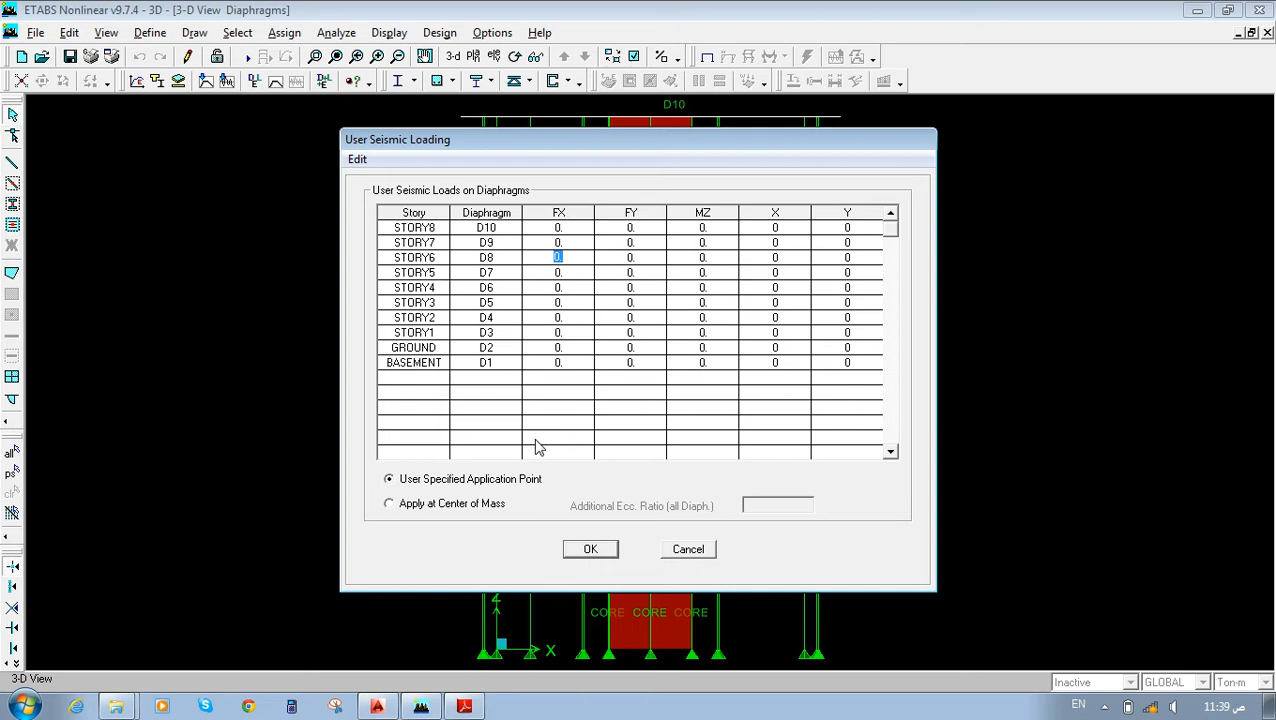 ETABS Nonlinear v9.7.4 - 3D - [3-D View  Diaphragms]
File Edit View Define Draw Select Assign Analyze Display Design Options Help
3-d
D10
User Seismic Loading
Edit
User Seismic Loads on Diaphragms
Story Diaphragm FX FY MZ X Y
STORY8 D10 0. 0. 0. 0 0
STORY7 D9 0. 0. 0. 0 0
STORY6 D8 0. 0. 0. 0 0
STORY5 D7 0. 0. 0. 0 0
STORY4 D6 0. 0. 0. 0 0
STORY3 D5 0. 0. 0. 0 0
STORY2 D4 0. 0. 0. 0 0
STORY1 D3 0. 0. 0. 0 0
GROUND D2 0. 0. 0. 0 0
BASEMENT D1 0. 0. 0. 0 0
all
ps
clr
User Specified Application Point
Apply at Center of Mass Additional Ecc. Ratio (all Diaph.)
OK Cancel
Z
CORE CORE CORE
X
3-D View Inactive GLOBAL Ton-m
EN 11:39 ص